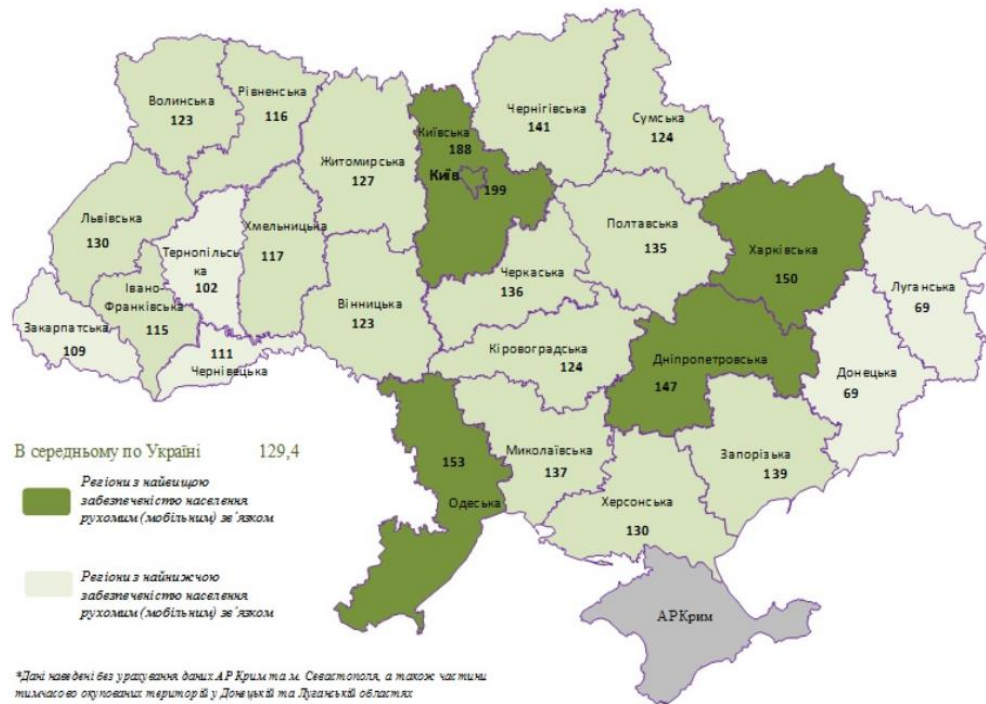 Волинська
123
Рівненська
116
Житомирська
127
Київська
188
Київ
199
Чернігівська
141
Сумська
124
Львівська
130
Тернопільсь
ка
102
Хмельницька
117
Івано-
Франківська
115
Закарпатська
109
111
Чернівецька
Вінницька
123
Черкаська
136
Полтавська
135
Харківська
150
Луганська
69
Донецька
69
Кіровоградська
124
Дніпропетровська
147
Миколаївська
137
Запорізька
139
Херсонська
130
153
Одеська
АР Крим
В середньому по Україні 129,4
Регіони з найвищою
забезпеченістю населення
рухомим (мобільним) зв'язком
Регіони з найнижчою
забезпеченістю населення
рухомим (мобільним) зв'язком
*Дані наведені без урахування даних АР Крим та м. Севастополя, а також частини
тимчасово окупованих територій у Донецькій та Луганській областях